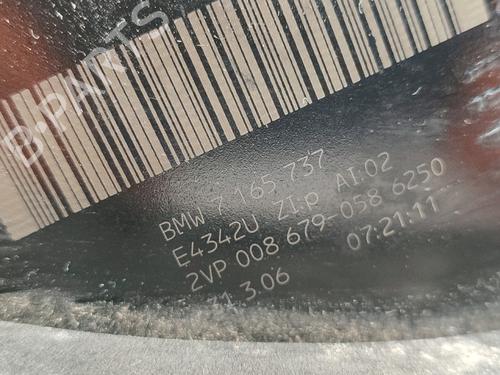 B-PARTS
BMW 7 165 737
E4342U ZI:P AI:02
2VP 008 679-058 6250
31.3.06 07:21:11